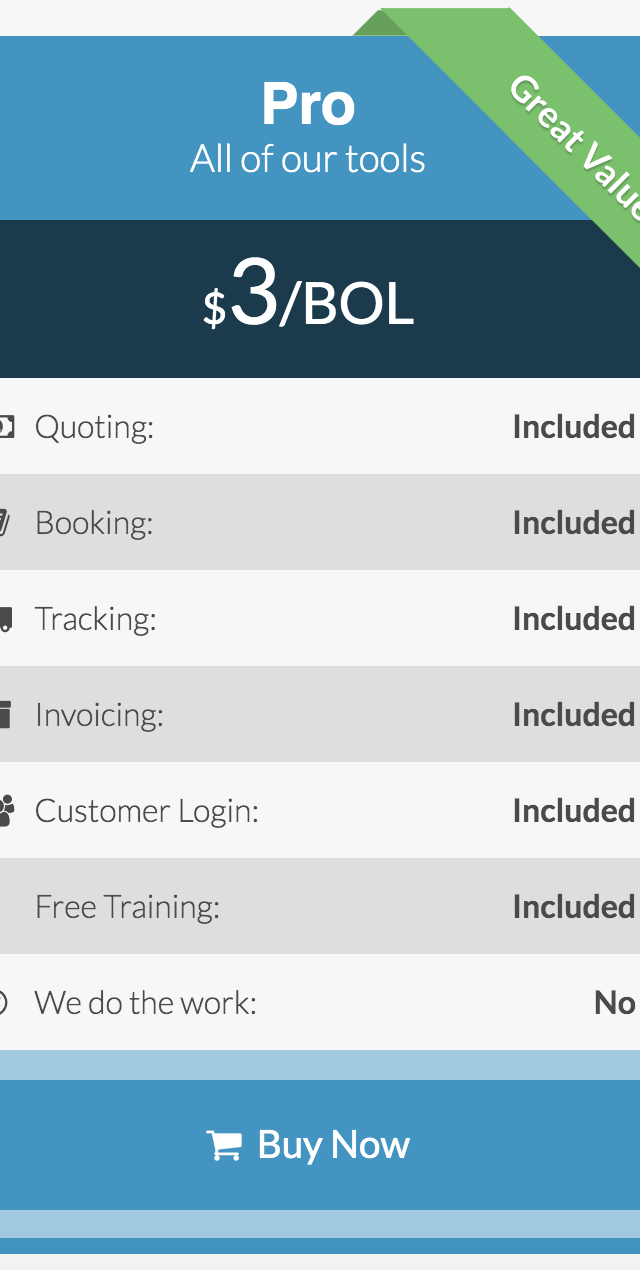 Pro
All of our tools
Great Value
$3/BOL
Quoting: Included
Booking: Included
Tracking: Included
Invoicing: Included
Customer Login: Included
Free Training: Included
We do the work: No
Buy Now